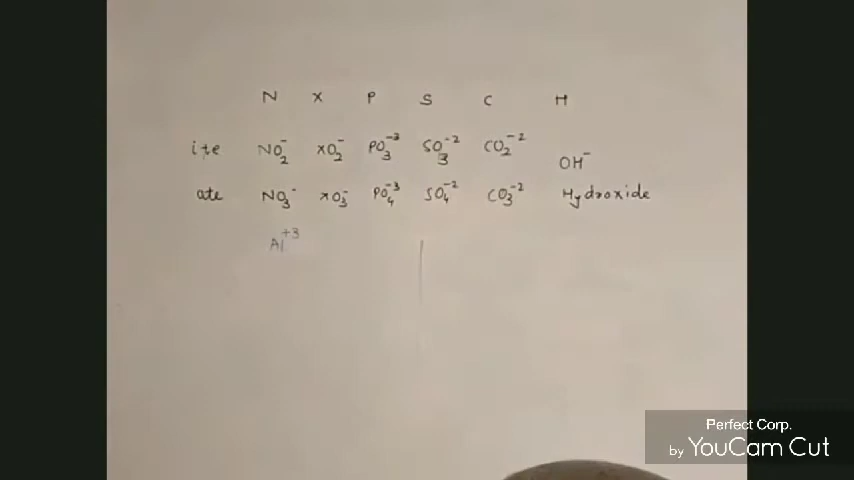 N X P S C H
ite NO₂⁻ XO₂⁻ PO₃⁻³ SO₃⁻² CO₂⁻²
OH⁻
ate NO₃⁻ XO₃⁻ PO₄⁻³ SO₄⁻² CO₃⁻² Hydroxide
Al⁺³
Perfect Corp.
by YouCam Cut